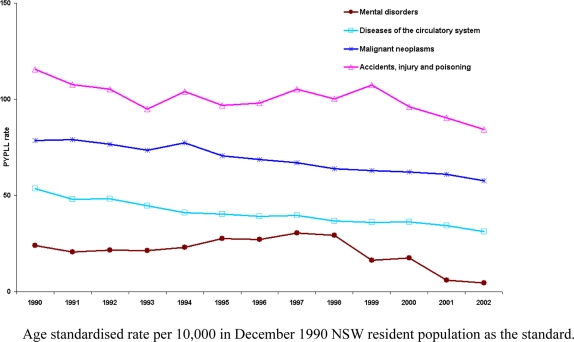 150
Mental disorders
Diseases of the circulatory system
Malignant neoplasms
Accidents, injury and poisoning
100
PYPLL rate
50
0
1990 1991 1992 1993 1994 1995 1996 1997 1998 1999 2000 2001 2002
Age standardised rate per 10,000 in December 1990 NSW resident population as the standard.